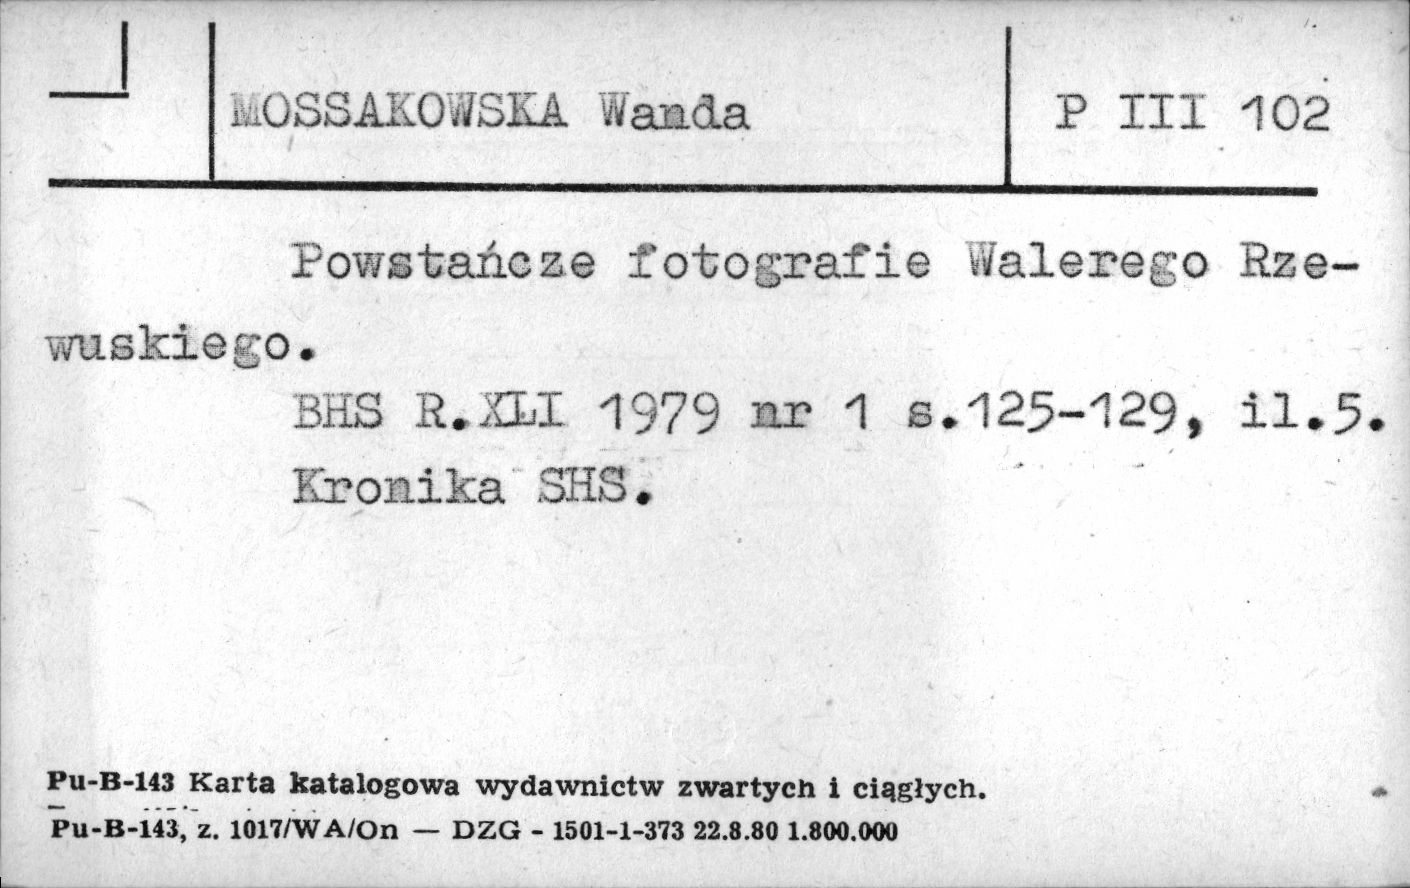 MOSSAKOWSKA Wanda
P III 102
Powstańcze fotografie Walerego Rze-
wuskiego.
BHS R.XLI 1979 nr 1 s.125-129, il.5.
Kronika SHS.
Pu-B-143 Karta katalogowa wydawnictw zwartych i ciągłych.
Pu-B-143, z. 1017/WA/On — DZG - 1501-1-373 22.8.80 1.800.000